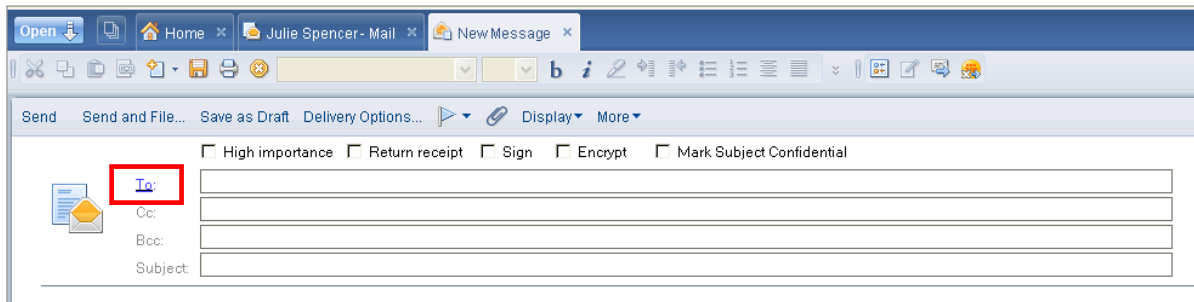 Open Home Julie Spencer- Mail New Message
b i
Send Send and File... Save as Draft Delivery Options... Display More
High importance Return receipt Sign Encrypt Mark Subject Confidential
To:
Cc:
Bcc:
Subject: